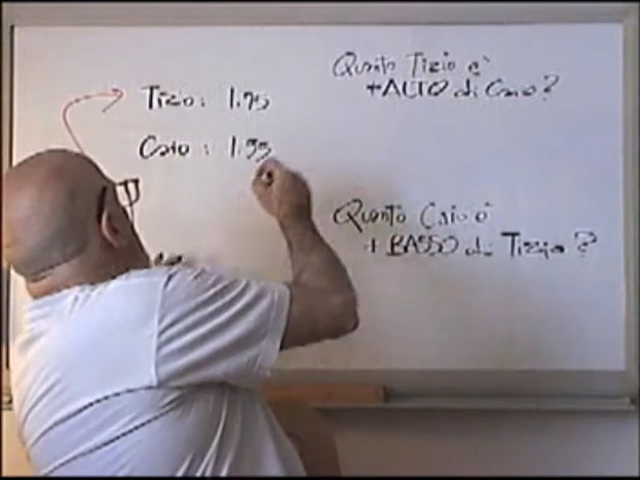 Tizio: 1.75
Caio: 1.55
Quanto Tizio è
+ALTO di Caio?
Quanto Caio è
+ BASSO di Tizio?